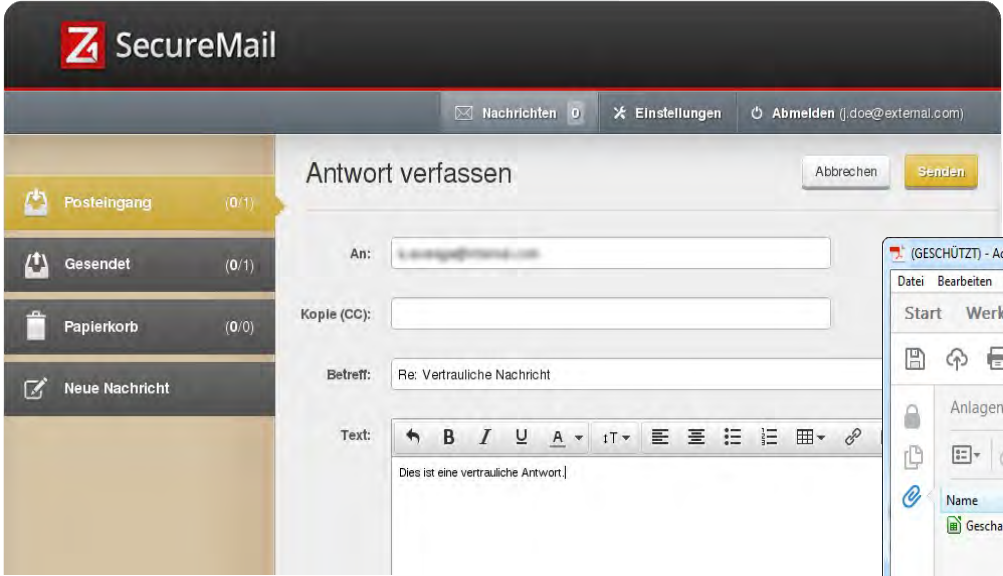 Z1 SecureMail
Nachrichten 0 Einstellungen Abmelden (j.doe@external.com)
Antwort verfassen Abbrechen Senden
Posteingang (0/1)
Gesendet (0/1)
Papierkorb (0/0)
Neue Nachricht
An:
Kopie (CC):
Betreff: Re: Vertrauliche Nachricht
Text: B I U A T
Dies ist eine vertrauliche Antwort.
(GESCHÜTZT) - Ac
Datei Bearbeiten
Start Werk
Anlagen
Name
Gescha